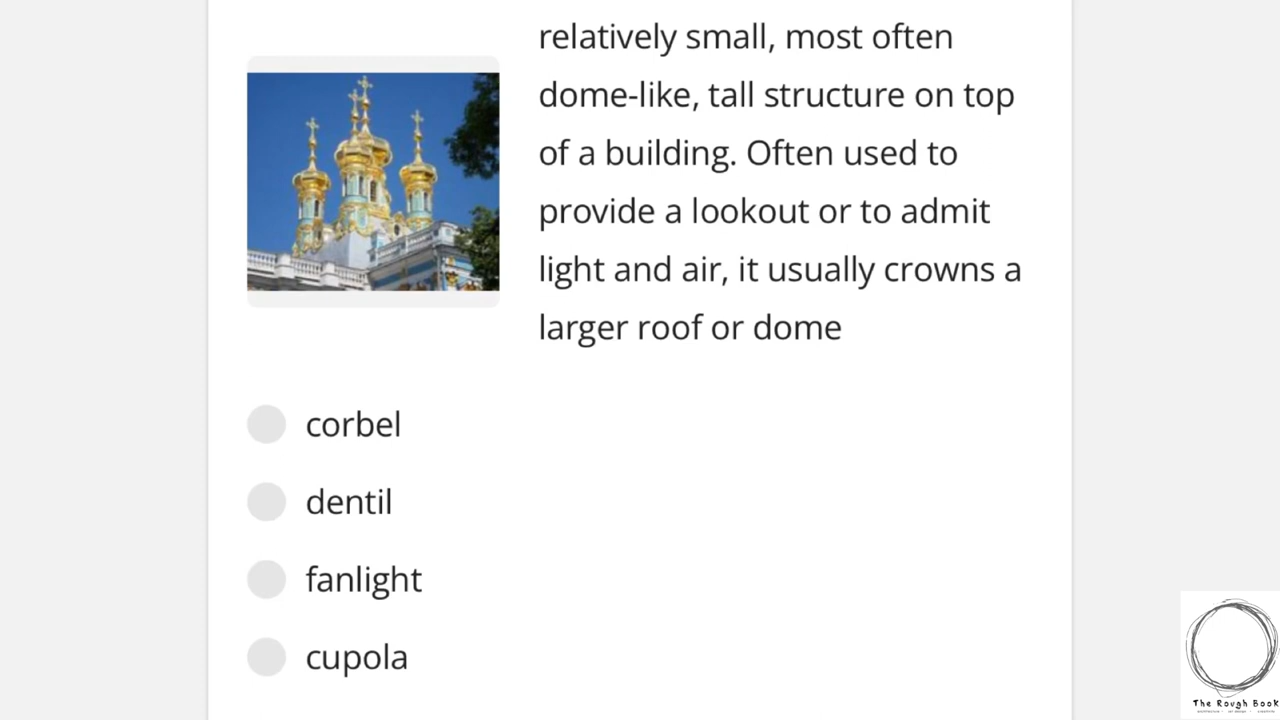 relatively small, most often
dome-like, tall structure on top
of a building. Often used to
provide a lookout or to admit
light and air, it usually crowns a
larger roof or dome
corbel
dentil
fanlight
cupola
The Rough Book